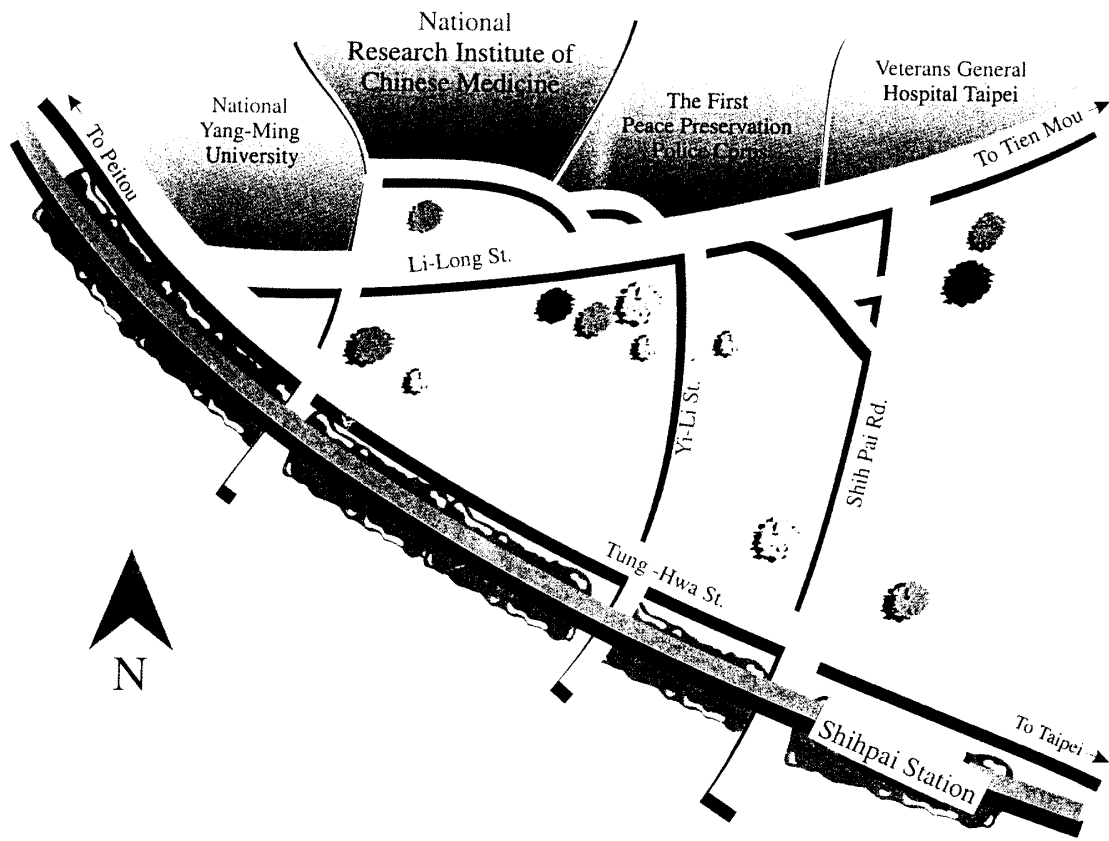 National
Research Institute of
Chinese Medicine
Veterans General
Hospital Taipei
National
Yang-Ming
University
The First
Peace Preservation
Police Corps
To Peitou
To Tien Mou
Li-Long St.
Yi-Li St.
Shih Pai Rd.
Tung -Hwa St.
N
To Taipei
Shihpai Station